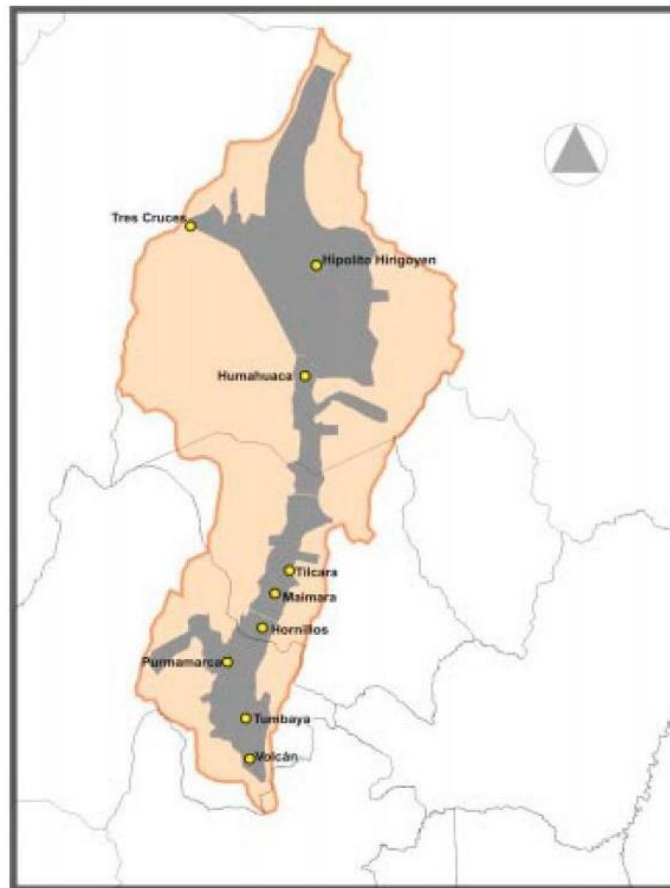 Tres Cruces
Hipolito Hirigoyen
Humahuaca
Tilcara
Maimara
Hornillos
Purmamarca
Tumbaya
Volcán